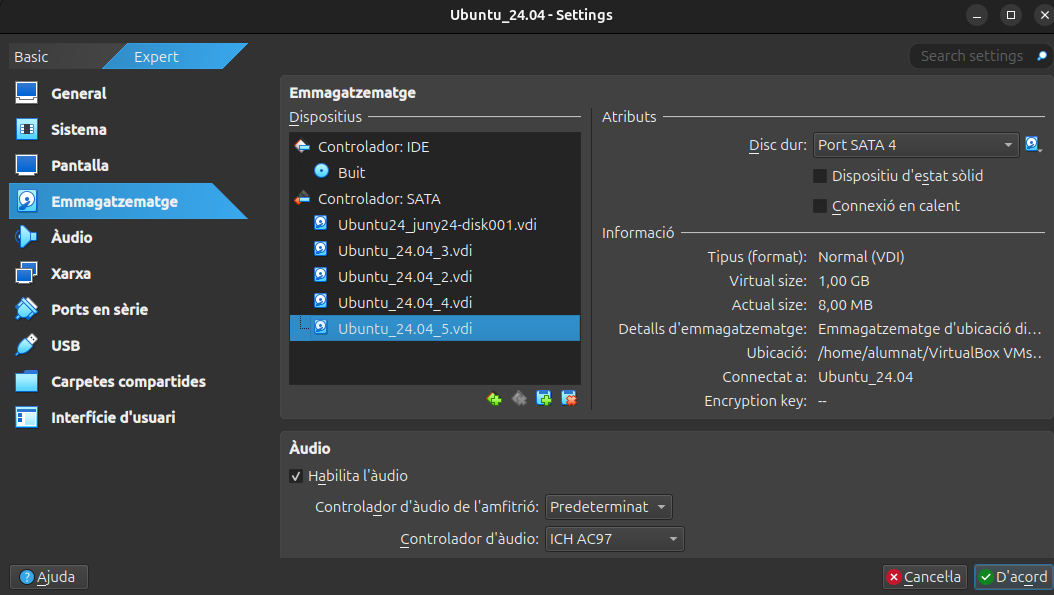 Ubuntu_24.04 - Settings
Basic
Expert
Search settings
General
Sistema
Pantalla
Emmagatzematge
Àudio
Xarxa
Ports en sèrie
USB
Carpetes compartides
Interfície d'usuari
Emmagatzematge
Dispositius
Controlador: IDE
Buit
Controlador: SATA
Ubuntu24_juny24-disk001.vdi
Ubuntu_24.04_3.vdi
Ubuntu_24.04_2.vdi
Ubuntu_24.04_4.vdi
Ubuntu_24.04_5.vdi
Atributs
Disc dur: Port SATA 4
Dispositiu d'estat sòlid
Connexió en calent
Informació
Tipus (format): Normal (VDI)
Virtual size: 1,00 GB
Actual size: 8,00 MB
Detalls d'emmagatzematge: Emmagatzematge d'ubicació di...
Ubicació: /home/alumnat/VirtualBox VMs...
Connectat a: Ubuntu_24.04
Encryption key: --
Àudio
Habilita l'àudio
Controlador d'àudio de l'amfitrió: Predeterminat
Controlador d'àudio: ICH AC97
Ajuda
Cancel·la
D'acord